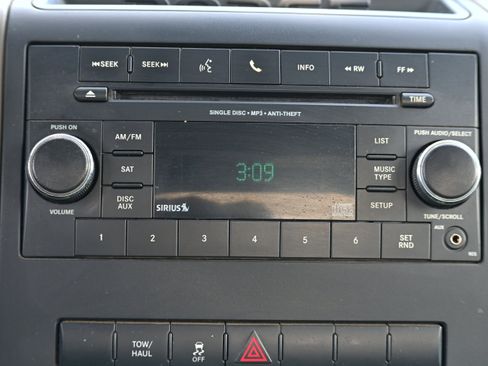 SEEK SEEK INFO RW FF
TIME
SINGLE DISC • MP3 • ANTI-THEFT
PUSH ON
AM/FM
LIST
PUSH AUDIO/SELECT
SAT
3:09
MUSIC
TYPE
DISC
AUX
SETUP
VOLUME
SIRIUS
TUNE/SCROLL
1 2 3 4 5 6 SET
RND
AUX
TOW/
HAUL
OFF